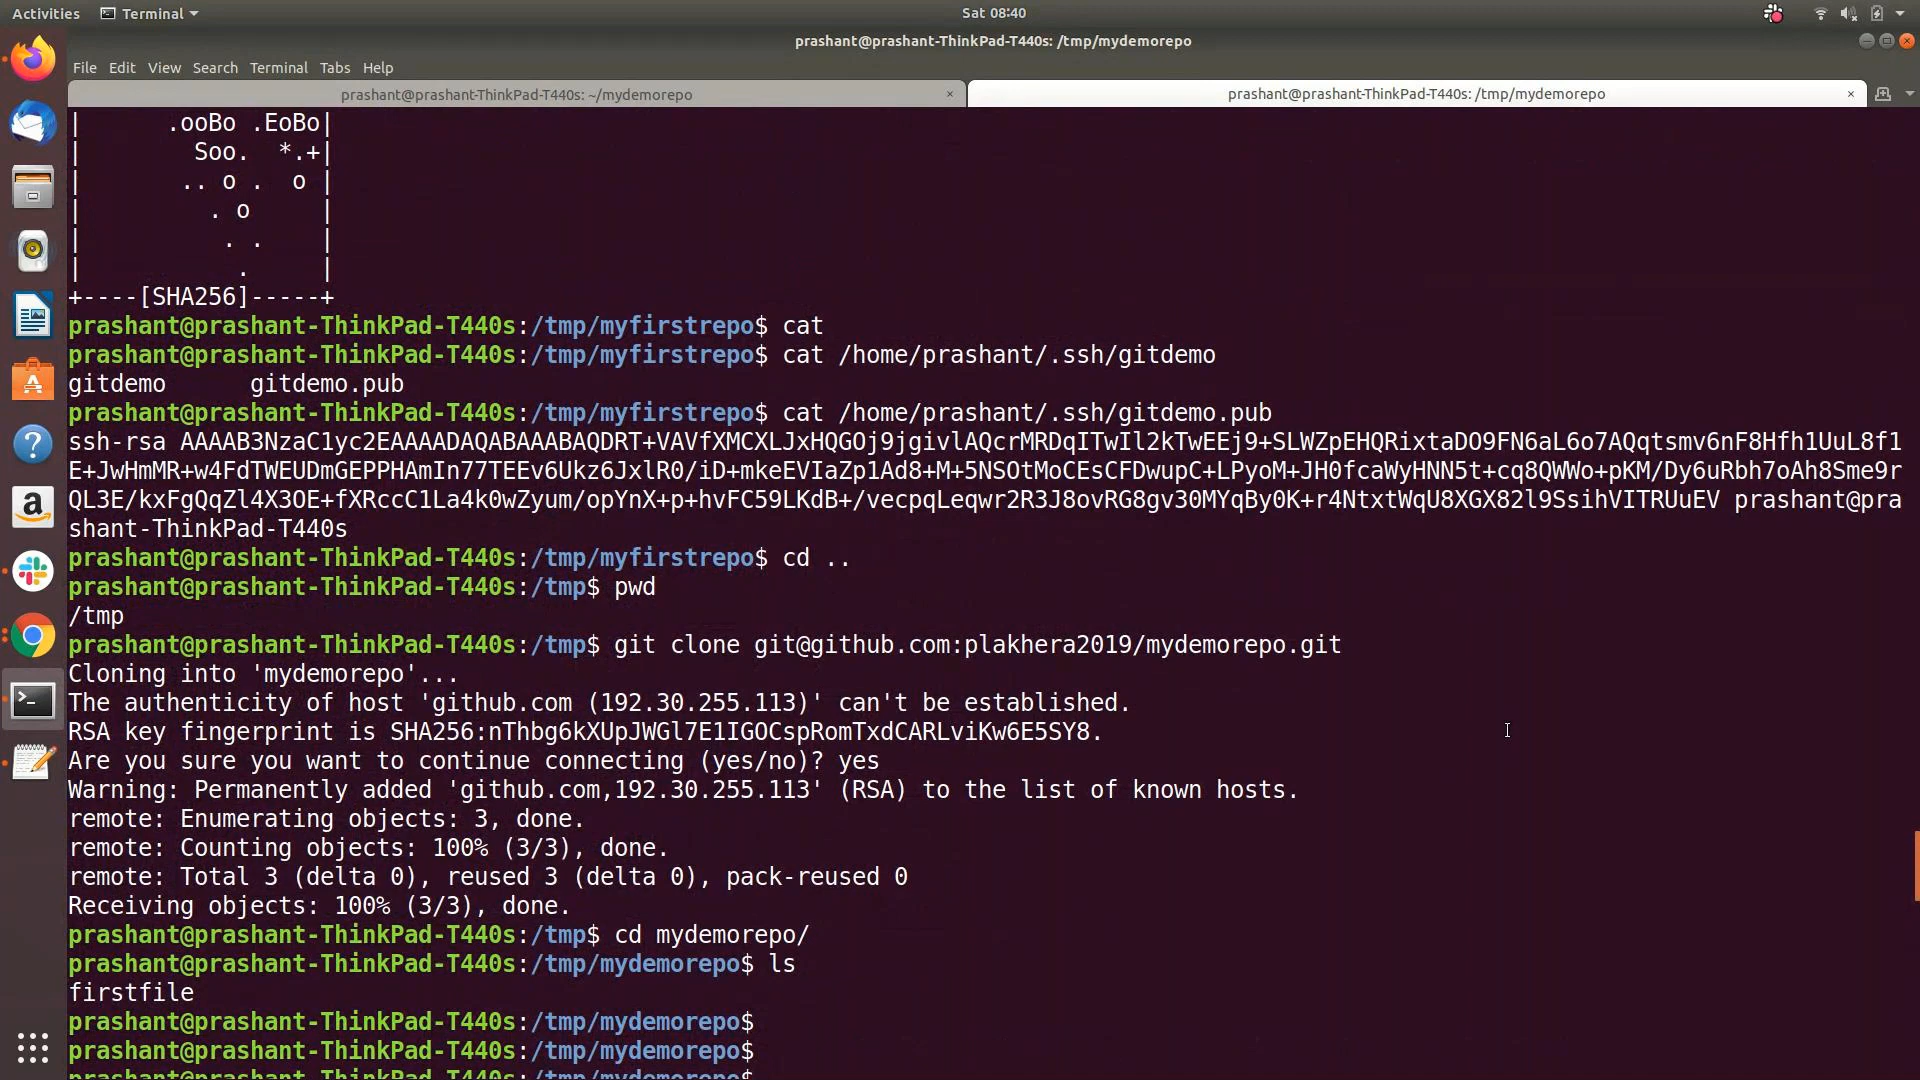 Activities
Terminal
Sat 08:40
prashant@prashant-ThinkPad-T440s: /tmp/mydemorepo
File Edit View Search Terminal Tabs Help
prashant@prashant-ThinkPad-T440s: ~/mydemorepo
prashant@prashant-ThinkPad-T440s: /tmp/mydemorepo
|      .ooBo .EoBo|
|        Soo.  *.+|
|       .. o .  o |
|         . o     |
|          . .    |
|           .     |
+----[SHA256]-----+
prashant@prashant-ThinkPad-T440s:/tmp/myfirstrepo$ cat
prashant@prashant-ThinkPad-T440s:/tmp/myfirstrepo$ cat /home/prashant/.ssh/gitdemo
gitdemo      gitdemo.pub
prashant@prashant-ThinkPad-T440s:/tmp/myfirstrepo$ cat /home/prashant/.ssh/gitdemo.pub
ssh-rsa AAAAB3NzaC1yc2EAAAADAQABAAABAQDRT+VAVfXMCXLJxHQGOj9jgivlAQcrMRDqITwIl2kTwEEj9+SLWZpEHQRixtaDO9FN6aL6o7AQqtsmv6nF8Hfh1UuL8f1
E+JwHmMR+w4FdTWEUDmGEPPHAmIn77TEEv6Ukz6JxlR0/iD+mkeEVIaZp1Ad8+M+5NSOtMoCEsCFDwupC+LPyoM+JH0fcaWyHNN5t+cq8QWWo+pKM/Dy6uRbh7oAh8Sme9r
QL3E/kxFgQqZl4X3OE+fXRccC1La4k0wZyum/opYnX+p+hvFC59LKdB+/vecpqLeqwr2R3J8ovRG8gv30MYqBy0K+r4NtxtWqU8XGX82l9SsihVITRUuEV prashant@pra
shant-ThinkPad-T440s
prashant@prashant-ThinkPad-T440s:/tmp/myfirstrepo$ cd ..
prashant@prashant-ThinkPad-T440s:/tmp$ pwd
/tmp
prashant@prashant-ThinkPad-T440s:/tmp$ git clone git@github.com:plakhera2019/mydemorepo.git
Cloning into 'mydemorepo'...
The authenticity of host 'github.com (192.30.255.113)' can't be established.
RSA key fingerprint is SHA256:nThbg6kXUpJWGl7E1IGOCspRomTxdCARLviKw6E5SY8.
Are you sure you want to continue connecting (yes/no)? yes
Warning: Permanently added 'github.com,192.30.255.113' (RSA) to the list of known hosts.
remote: Enumerating objects: 3, done.
remote: Counting objects: 100% (3/3), done.
remote: Total 3 (delta 0), reused 3 (delta 0), pack-reused 0
Receiving objects: 100% (3/3), done.
prashant@prashant-ThinkPad-T440s:/tmp$ cd mydemorepo/
prashant@prashant-ThinkPad-T440s:/tmp/mydemorepo$ ls
firstfile
prashant@prashant-ThinkPad-T440s:/tmp/mydemorepo$
prashant@prashant-ThinkPad-T440s:/tmp/mydemorepo$
prashant@prashant-ThinkPad-T440s:/tmp/mydemorepo$